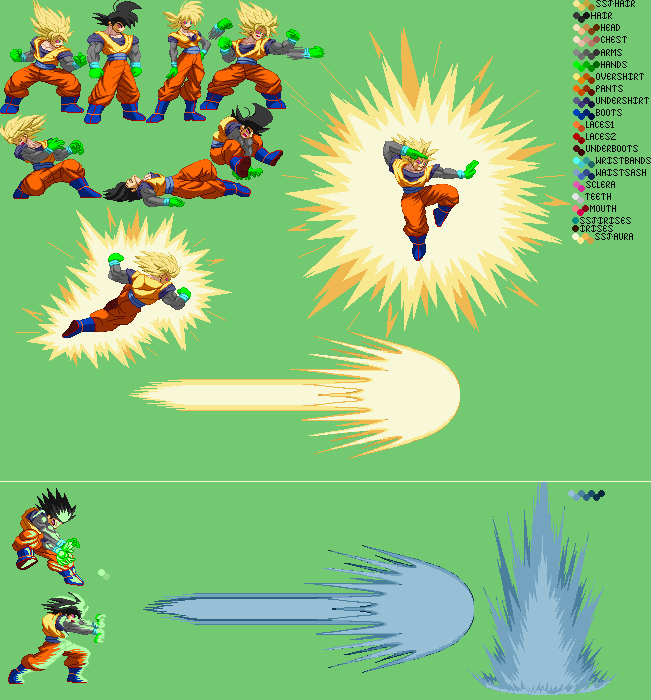 SSJHAIR
HAIR
HEAD
CHEST
ARMS
HANDS
OVERSHIRT
PANTS
UNDERSHIRT
BOOTS
LACES1
LACES2
UNDERBOOTS
WRISTBANDS
WAISTSASH
SCLERA
TEETH
MOUTH
SSJIRISES
IRISES
SSJAURA